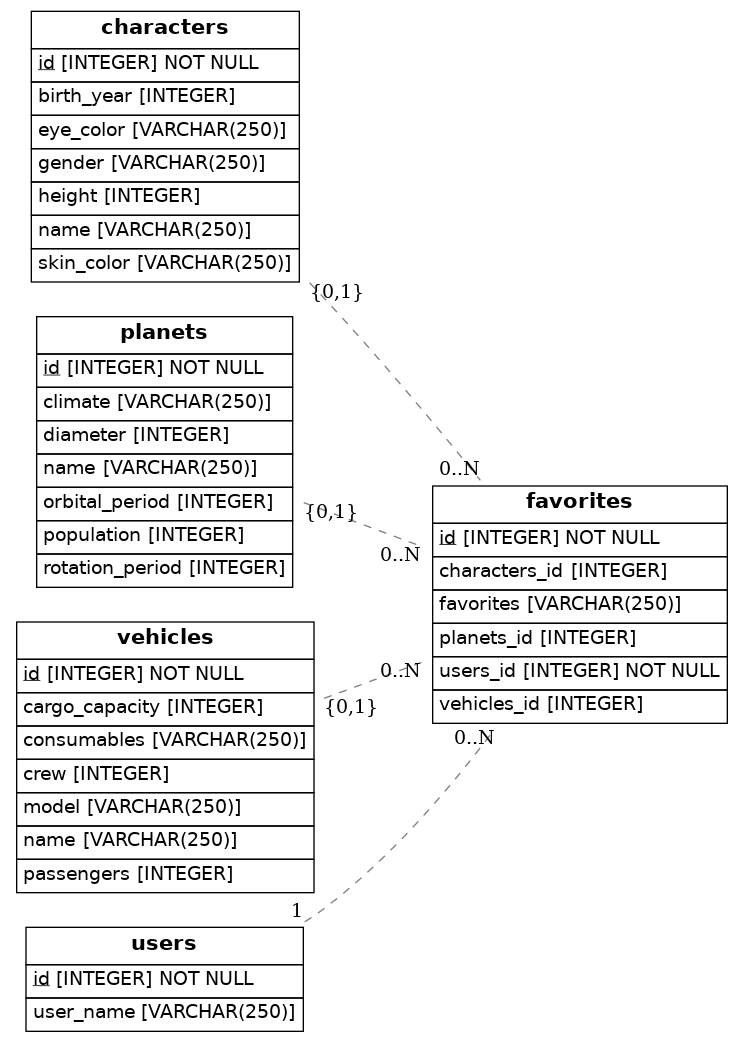 characters
id [INTEGER] NOT NULL
birth_year [INTEGER]
eye_color [VARCHAR(250)]
gender [VARCHAR(250)]
height [INTEGER]
name [VARCHAR(250)]
skin_color [VARCHAR(250)]
{0,1}
planets
id [INTEGER] NOT NULL
climate [VARCHAR(250)]
diameter [INTEGER]
name [VARCHAR(250)]
orbital_period [INTEGER]
population [INTEGER]
rotation_period [INTEGER]
{0,1}
vehicles
id [INTEGER] NOT NULL
cargo_capacity [INTEGER]
consumables [VARCHAR(250)]
crew [INTEGER]
model [VARCHAR(250)]
name [VARCHAR(250)]
passengers [INTEGER]
{0,1}
users
id [INTEGER] NOT NULL
user_name [VARCHAR(250)]
1
0..N
0..N
0..N
0..N
favorites
id [INTEGER] NOT NULL
characters_id [INTEGER]
favorites [VARCHAR(250)]
planets_id [INTEGER]
users_id [INTEGER] NOT NULL
vehicles_id [INTEGER]